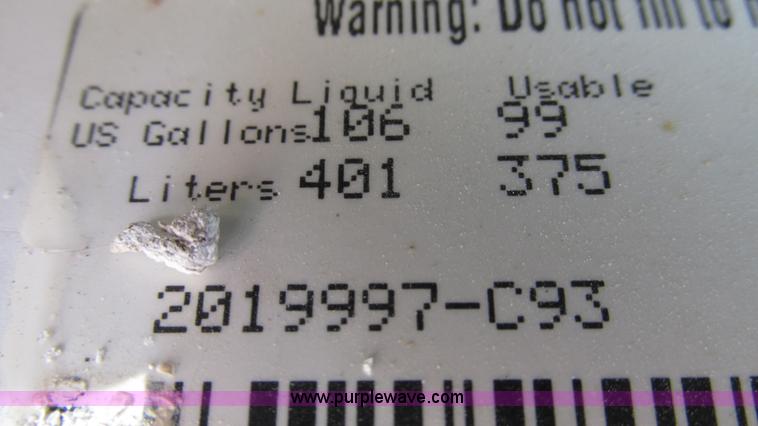 Warning: Do not fill to
Capacity Liquid Usable
US Gallons 106 99
Liters 401 375
2019997-C93
www.purplewave.com